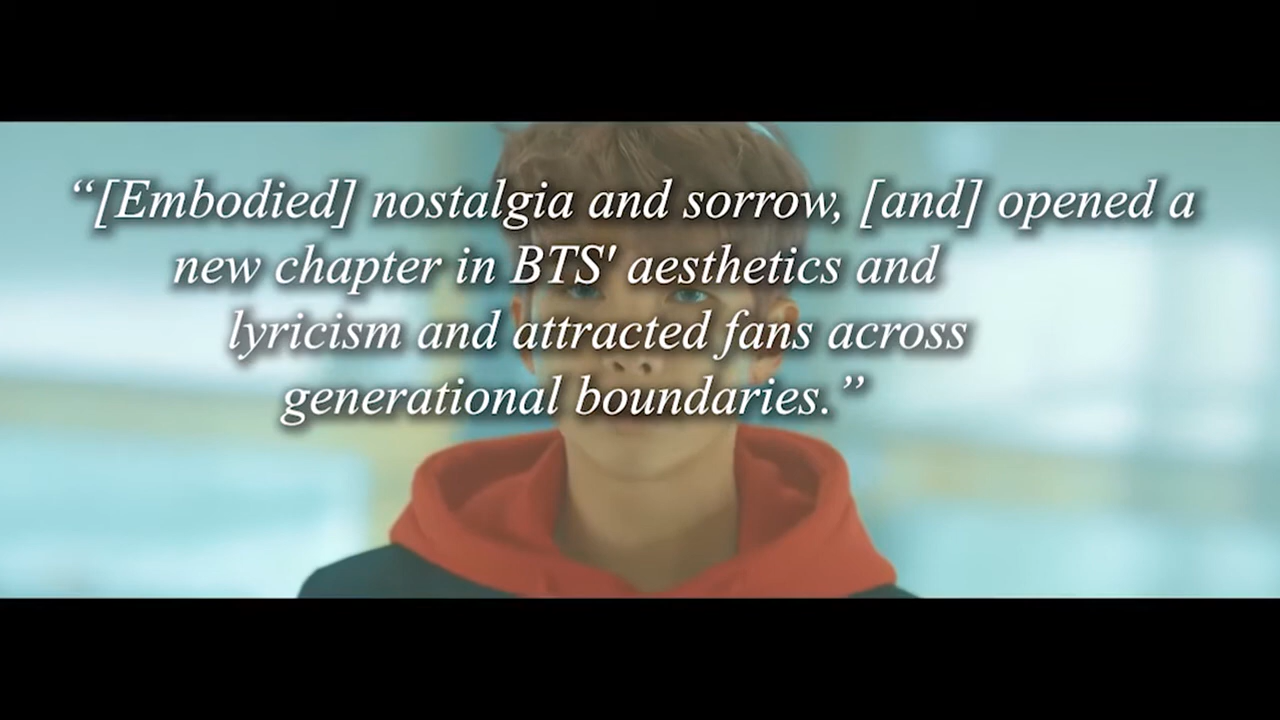 “[Embodied] nostalgia and sorrow, [and] opened a
new chapter in BTS' aesthetics and
lyricism and attracted fans across
generational boundaries.”